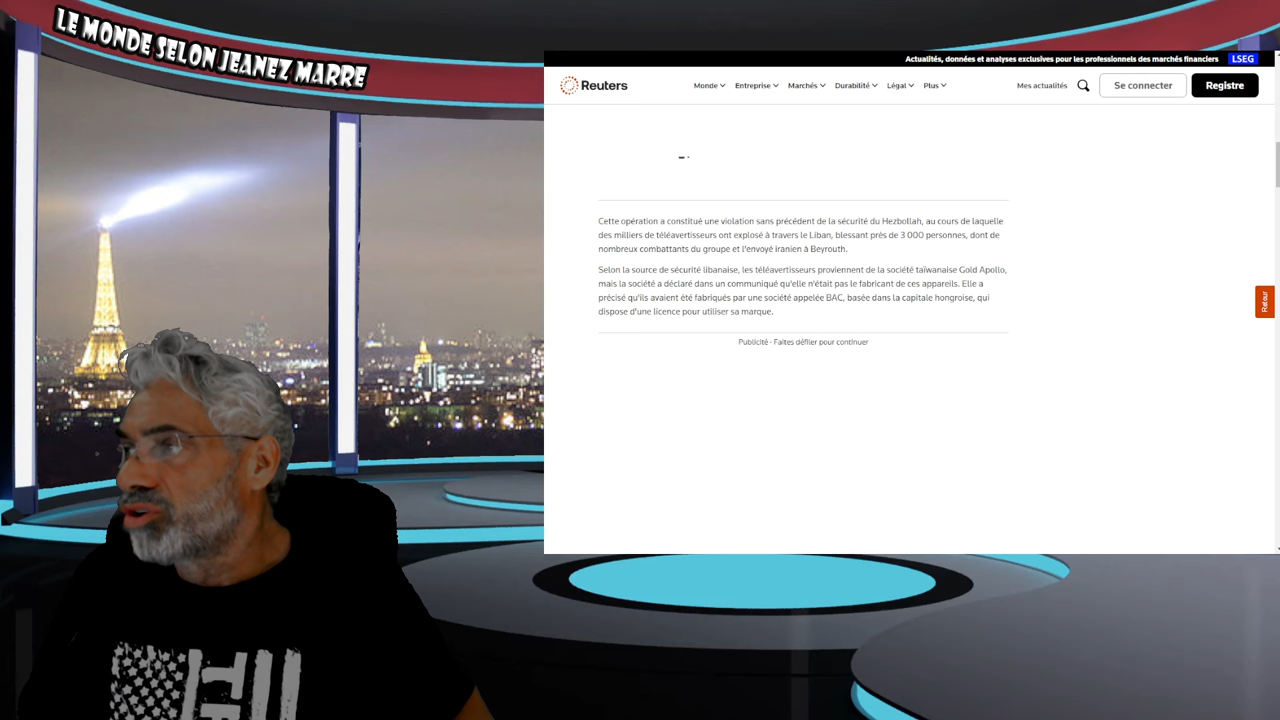 LE MONDE SELON JEANEZ MARRE
Actualités, données et analyses exclusives pour les professionnels des marchés financiers LSEG
Reuters Monde Entreprise Marchés Durabilité Légal Plus Mes actualités Se connecter Registre
Cette opération a constitué une violation sans précédent de la sécurité du Hezbollah, au cours de laquelle
des milliers de téléavertisseurs ont explosé à travers le Liban, blessant près de 3 000 personnes, dont de
nombreux combattants du groupe et l'envoyé iranien à Beyrouth.
Selon la source de sécurité libanaise, les téléavertisseurs proviennent de la société taïwanaise Gold Apollo,
mais la société a déclaré dans un communiqué qu'elle n'était pas le fabricant de ces appareils. Elle a
précisé qu'ils avaient été fabriqués par une société appelée BAC, basée dans la capitale hongroise, qui
dispose d'une licence pour utiliser sa marque.
Retour
Publicité - Faites défiler pour continuer